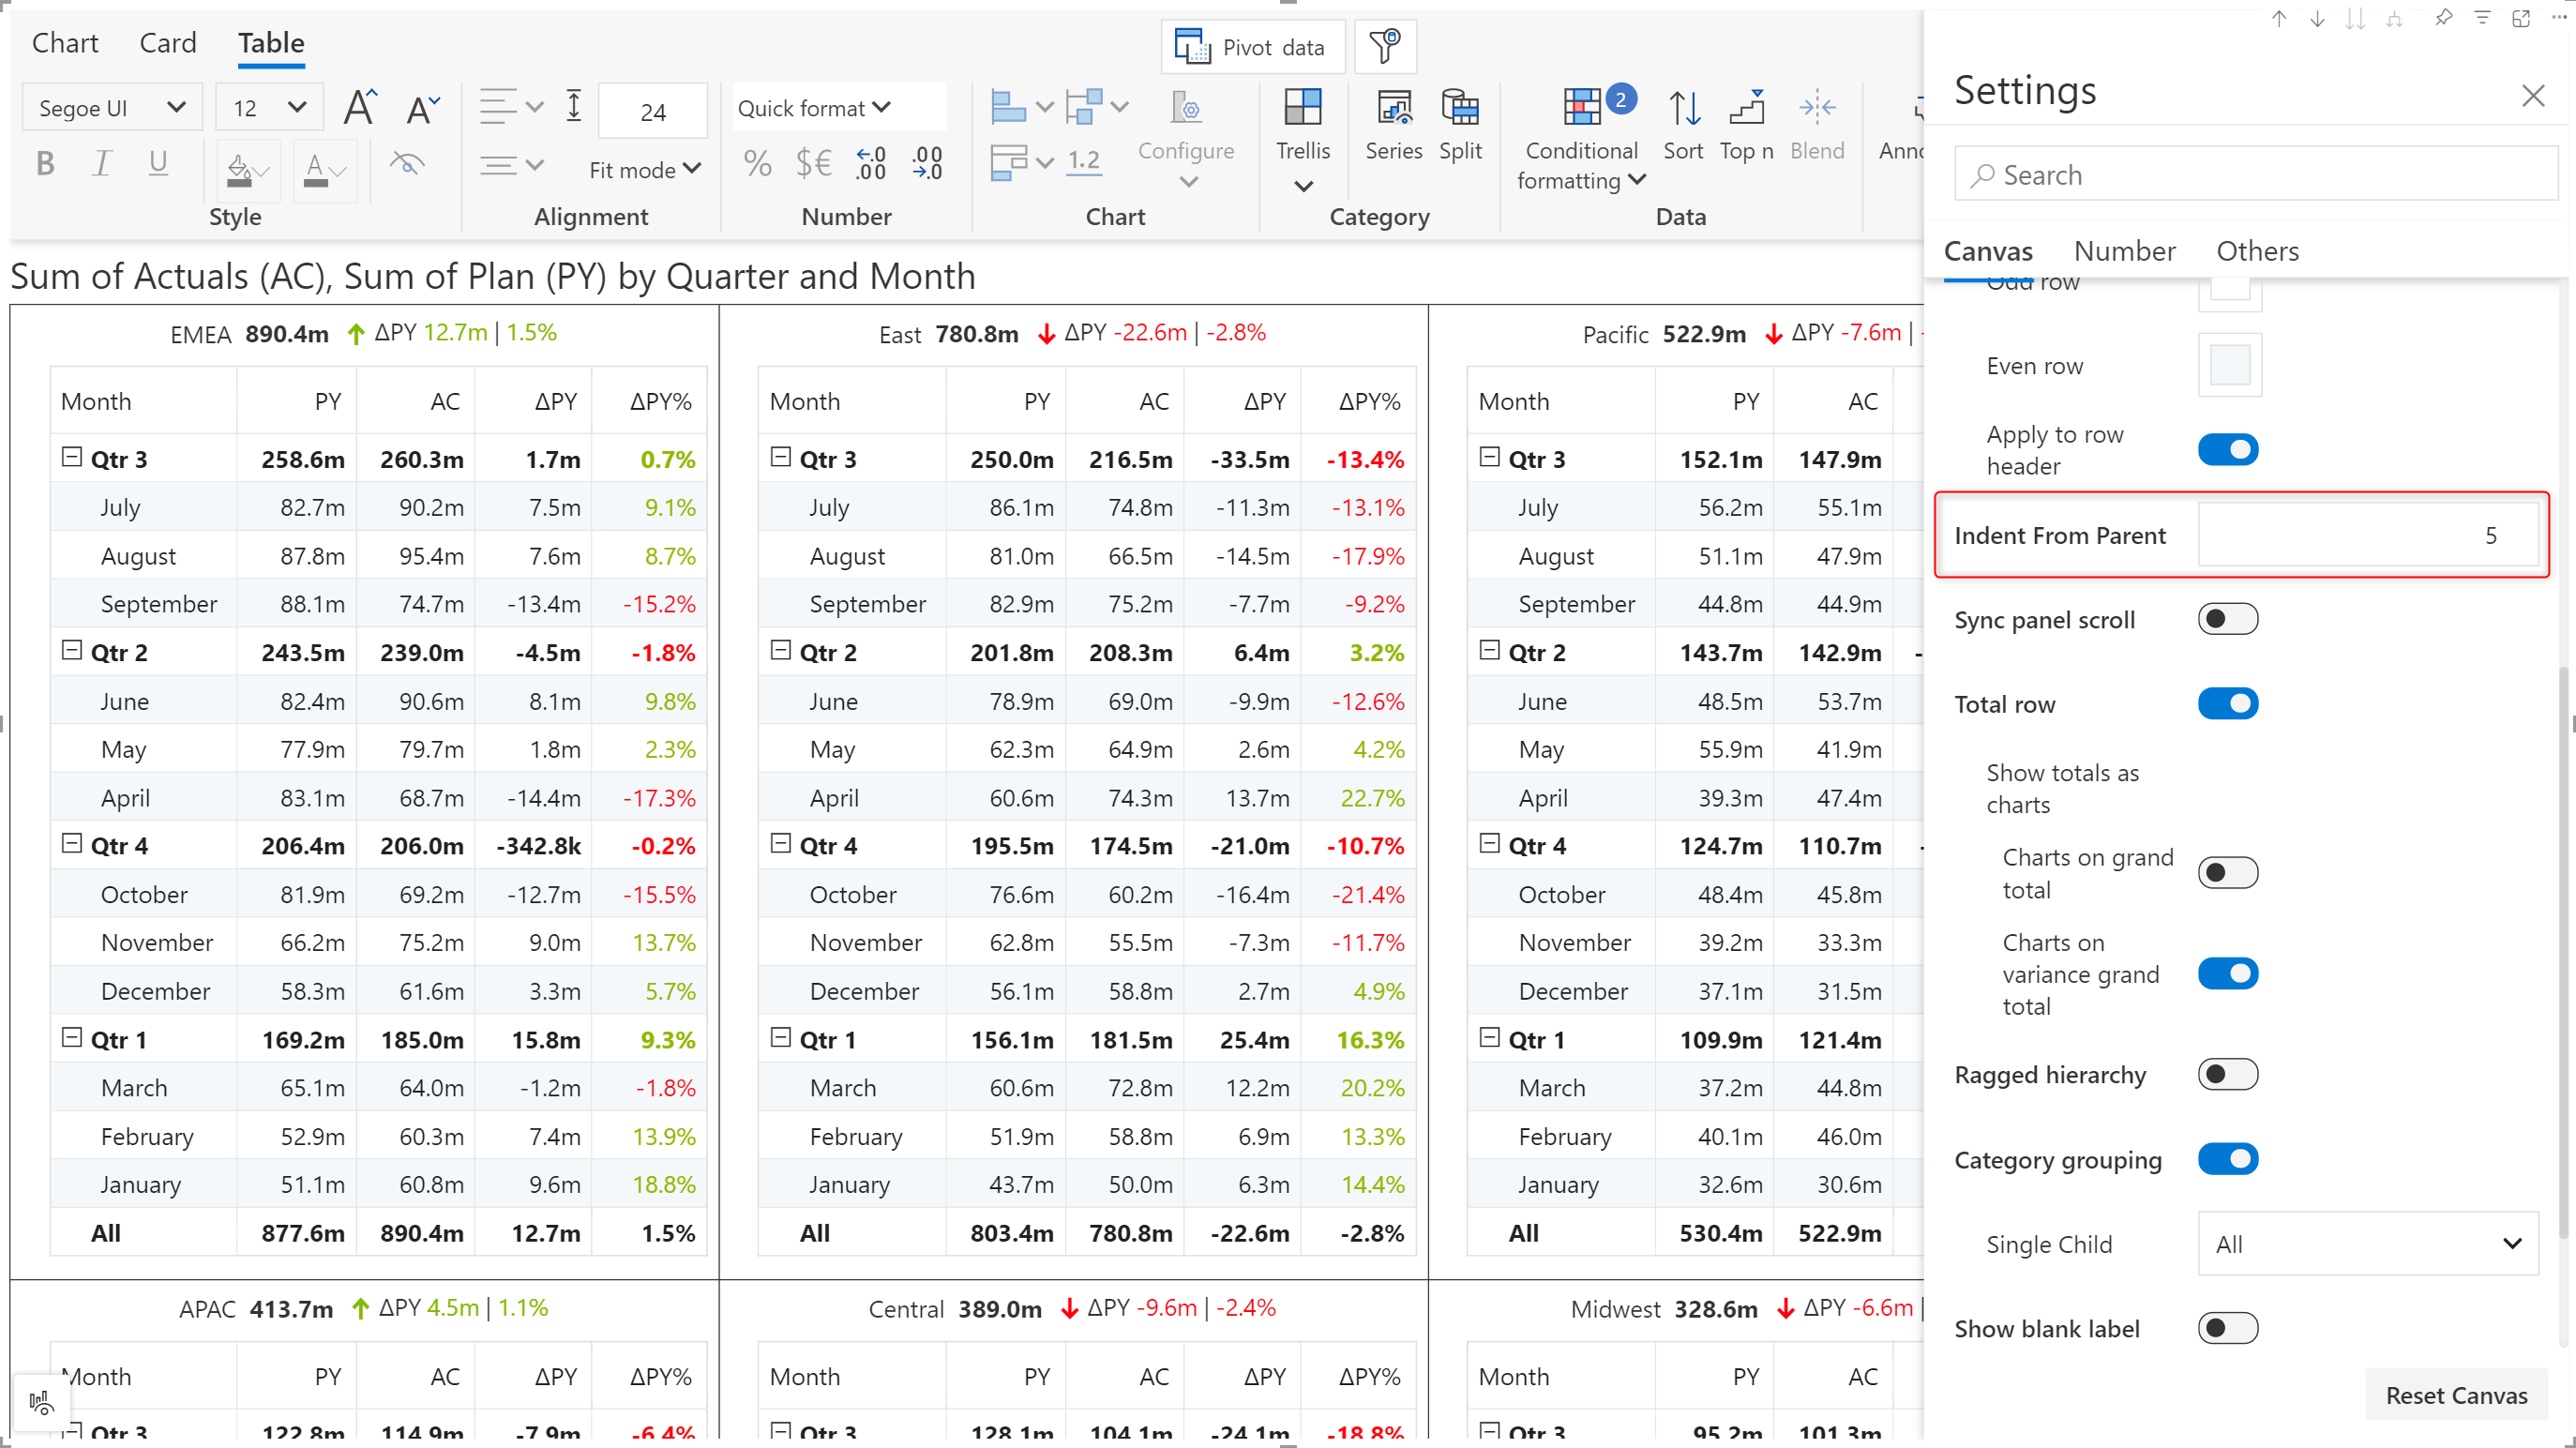 Chart Card Table
Pivot data
Segoe UI 12 A A
24
Quick format
2
B I U A
Fit mode
% $€ ←.0 .00 .00 →.0
1.2
Configure
Trellis
Series Split
Conditional formatting
Sort Top n Blend
Style Alignment Number Chart Category Data
Sum of Actuals (AC), Sum of Plan (PY) by Quarter and Month
EMEA 890.4m ΔPY 12.7m | 1.5%
Month PY AC ΔPY ΔPY%
Qtr 3 258.6m 260.3m 1.7m 0.7%
July 82.7m 90.2m 7.5m 9.1%
August 87.8m 95.4m 7.6m 8.7%
September 88.1m 74.7m -13.4m -15.2%
Qtr 2 243.5m 239.0m -4.5m -1.8%
June 82.4m 90.6m 8.1m 9.8%
May 77.9m 79.7m 1.8m 2.3%
April 83.1m 68.7m -14.4m -17.3%
Qtr 4 206.4m 206.0m -342.8k -0.2%
October 81.9m 69.2m -12.7m -15.5%
November 66.2m 75.2m 9.0m 13.7%
December 58.3m 61.6m 3.3m 5.7%
Qtr 1 169.2m 185.0m 15.8m 9.3%
March 65.1m 64.0m -1.2m -1.8%
February 52.9m 60.3m 7.4m 13.9%
January 51.1m 60.8m 9.6m 18.8%
All 877.6m 890.4m 12.7m 1.5%
East 780.8m ΔPY -22.6m | -2.8%
Month PY AC ΔPY ΔPY%
Qtr 3 250.0m 216.5m -33.5m -13.4%
July 86.1m 74.8m -11.3m -13.1%
August 81.0m 66.5m -14.5m -17.9%
September 82.9m 75.2m -7.7m -9.2%
Qtr 2 201.8m 208.3m 6.4m 3.2%
June 78.9m 69.0m -9.9m -12.6%
May 62.3m 64.9m 2.6m 4.2%
April 60.6m 74.3m 13.7m 22.7%
Qtr 4 195.5m 174.5m -21.0m -10.7%
October 76.6m 60.2m -16.4m -21.4%
November 62.8m 55.5m -7.3m -11.7%
December 56.1m 58.8m 2.7m 4.9%
Qtr 1 156.1m 181.5m 25.4m 16.3%
March 60.6m 72.8m 12.2m 20.2%
February 51.9m 58.8m 6.9m 13.3%
January 43.7m 50.0m 6.3m 14.4%
All 803.4m 780.8m -22.6m -2.8%
Pacific 522.9m ΔPY -7.6m |
Month PY AC
Qtr 3 152.1m 147.9m
July 56.2m 55.1m
August 51.1m 47.9m
September 44.8m 44.9m
Qtr 2 143.7m 142.9m
June 48.5m 53.7m
May 55.9m 41.9m
April 39.3m 47.4m
Qtr 4 124.7m 110.7m
October 48.4m 45.8m
November 39.2m 33.3m
December 37.1m 31.5m
Qtr 1 109.9m 121.4m
March 37.2m 44.8m
February 40.1m 46.0m
January 32.6m 30.6m
All 530.4m 522.9m
APAC 413.7m ΔPY 4.5m | 1.1%
Month PY AC ΔPY ΔPY%
Qtr 3 122.8m 114.9m -7.9m -6.4%
Central 389.0m ΔPY -9.6m | -2.4%
Month PY AC ΔPY ΔPY%
Qtr 3 128.1m 104.1m -24.1m -18.8%
Midwest 328.6m ΔPY -6.6m |
Month PY AC
Qtr 3 95.2m 101.3m
Settings
Search
Canvas Number Others
Odd row
Even row
Apply to row
header
Indent From Parent 5
Sync panel scroll
Total row
Show totals as
charts
Charts on grand
total
Charts on
variance grand
total
Ragged hierarchy
Category grouping
Single Child All
Show blank label
Reset Canvas